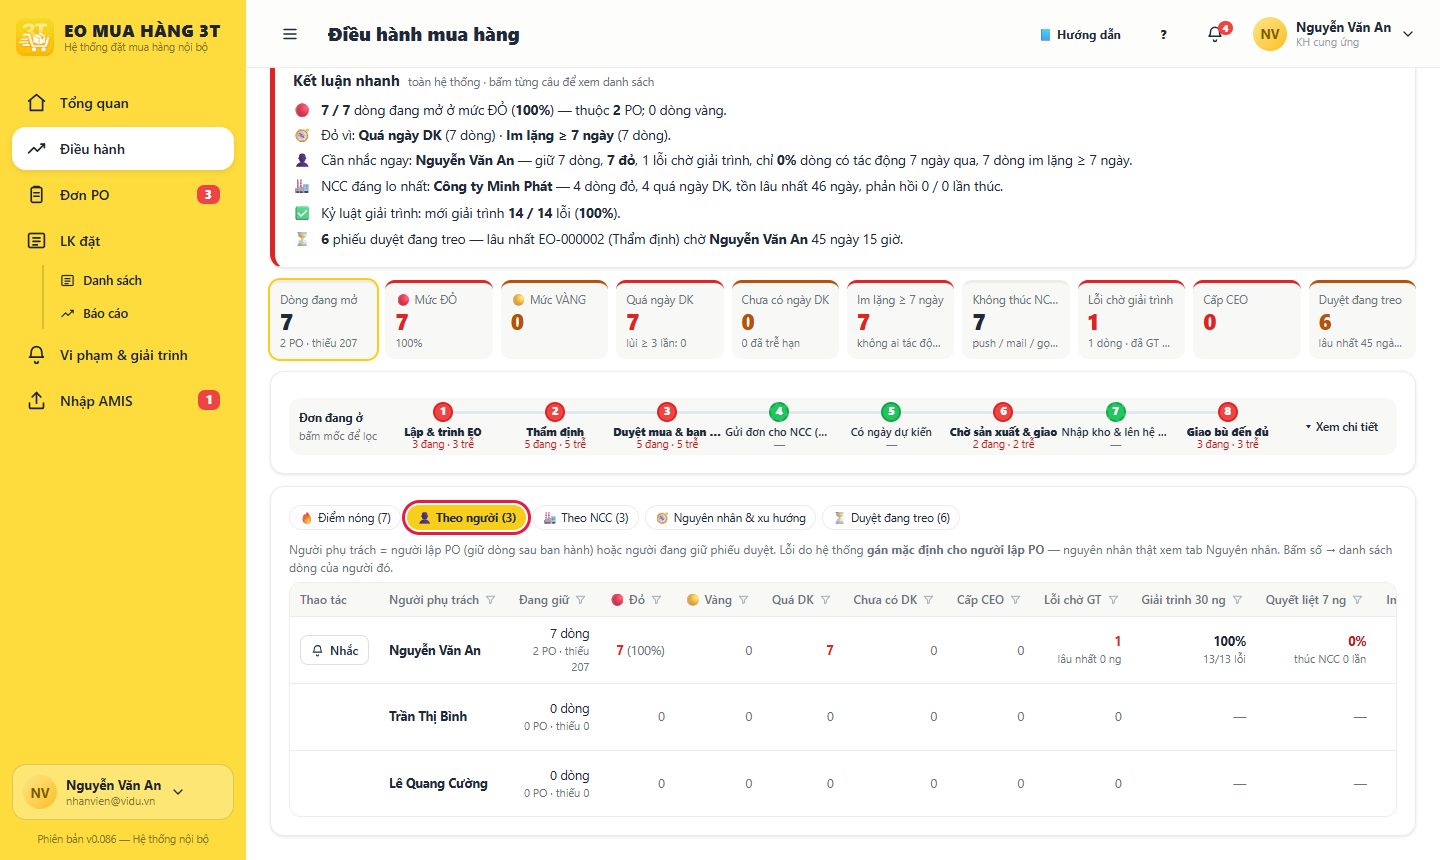 EO MUA HÀNG 3T
Hệ thống đặt mua hàng nội bộ
Tổng quan
Điều hành
Đơn PO
3
LK đặt
Danh sách
Báo cáo
Vi phạm & giải trình
Nhập AMIS
1
NV
Nguyễn Văn An
nhanvien@vidu.vn
Phiên bản v0.086 — Hệ thống nội bộ
Điều hành mua hàng
Hướng dẫn
?
4
NV
Nguyễn Văn An
KH cung ứng
Kết luận nhanh toàn hệ thống · bấm từng câu để xem danh sách
7 / 7 dòng đang mở ở mức ĐỎ (100%) — thuộc 2 PO; 0 dòng vàng.
Đỏ vì: Quá ngày DK (7 dòng) · Im lặng ≥ 7 ngày (7 dòng).
Cần nhắc ngay: Nguyễn Văn An — giữ 7 dòng, 7 đỏ, 1 lỗi chờ giải trình, chỉ 0% dòng có tác động 7 ngày qua, 7 dòng im lặng ≥ 7 ngày.
NCC đáng lo nhất: Công ty Minh Phát — 4 dòng đỏ, 4 quá ngày DK, tồn lâu nhất 46 ngày, phản hồi 0 / 0 lần thúc.
Kỷ luật giải trình: mới giải trình 14 / 14 lỗi (100%).
6 phiếu duyệt đang treo — lâu nhất EO-000002 (Thẩm định) chờ Nguyễn Văn An 45 ngày 15 giờ.
Dòng đang mở
7
2 PO · thiếu 207
Mức ĐỎ
7
100%
Mức VÀNG
0
Quá ngày DK
7
lùi ≥ 3 lần: 0
Chưa có ngày DK
0
0 đã trễ hạn
Im lặng ≥ 7 ngày
7
không ai tác độ...
Không thúc NC...
7
push / mail / gọ...
Lỗi chờ giải trình
1
1 dòng · đã GT ...
Cấp CEO
0
Duyệt đang treo
6
lâu nhất 45 ngà...
Đơn đang ở
bấm mốc để lọc
1
Lập & trình EO
3 đang · 3 trễ
2
Thẩm định
5 đang · 5 trễ
3
Duyệt mua & ban ...
5 đang · 5 trễ
4
Gửi đơn cho NCC (...
—
5
Có ngày dự kiến
—
6
Chờ sản xuất & giao
2 đang · 2 trễ
7
Nhập kho & lên hệ ...
—
8
Giao bù đến đủ
3 đang · 3 trễ
Xem chi tiết
Điểm nóng (7)
Theo người (3)
Theo NCC (3)
Nguyên nhân & xu hướng
Duyệt đang treo (6)
Người phụ trách = người lập PO (giữ dòng sau ban hành) hoặc người đang giữ phiếu duyệt. Lỗi do hệ thống gán mặc định cho người lập PO — nguyên nhân thật xem tab Nguyên nhân. Bấm số → danh sách
dòng của người đó.
Thao tác Người phụ trách Đang giữ Đỏ Vàng Quá DK Chưa có DK Cấp CEO Lỗi chờ GT Giải trình 30 ng Quyết liệt 7 ng Im
Nhắc
Nguyễn Văn An
7 dòng
2 PO · thiếu
207
7 (100%)
0
7
0
0
1
lâu nhất 0 ng
100%
13/13 lỗi
0%
thúc NCC 0 lần
Trần Thị Bình
0 dòng
0 PO · thiếu 0
0
0
0
0
0
0
—
—
Lê Quang Cường
0 dòng
0 PO · thiếu 0
0
0
0
0
0
0
—
—